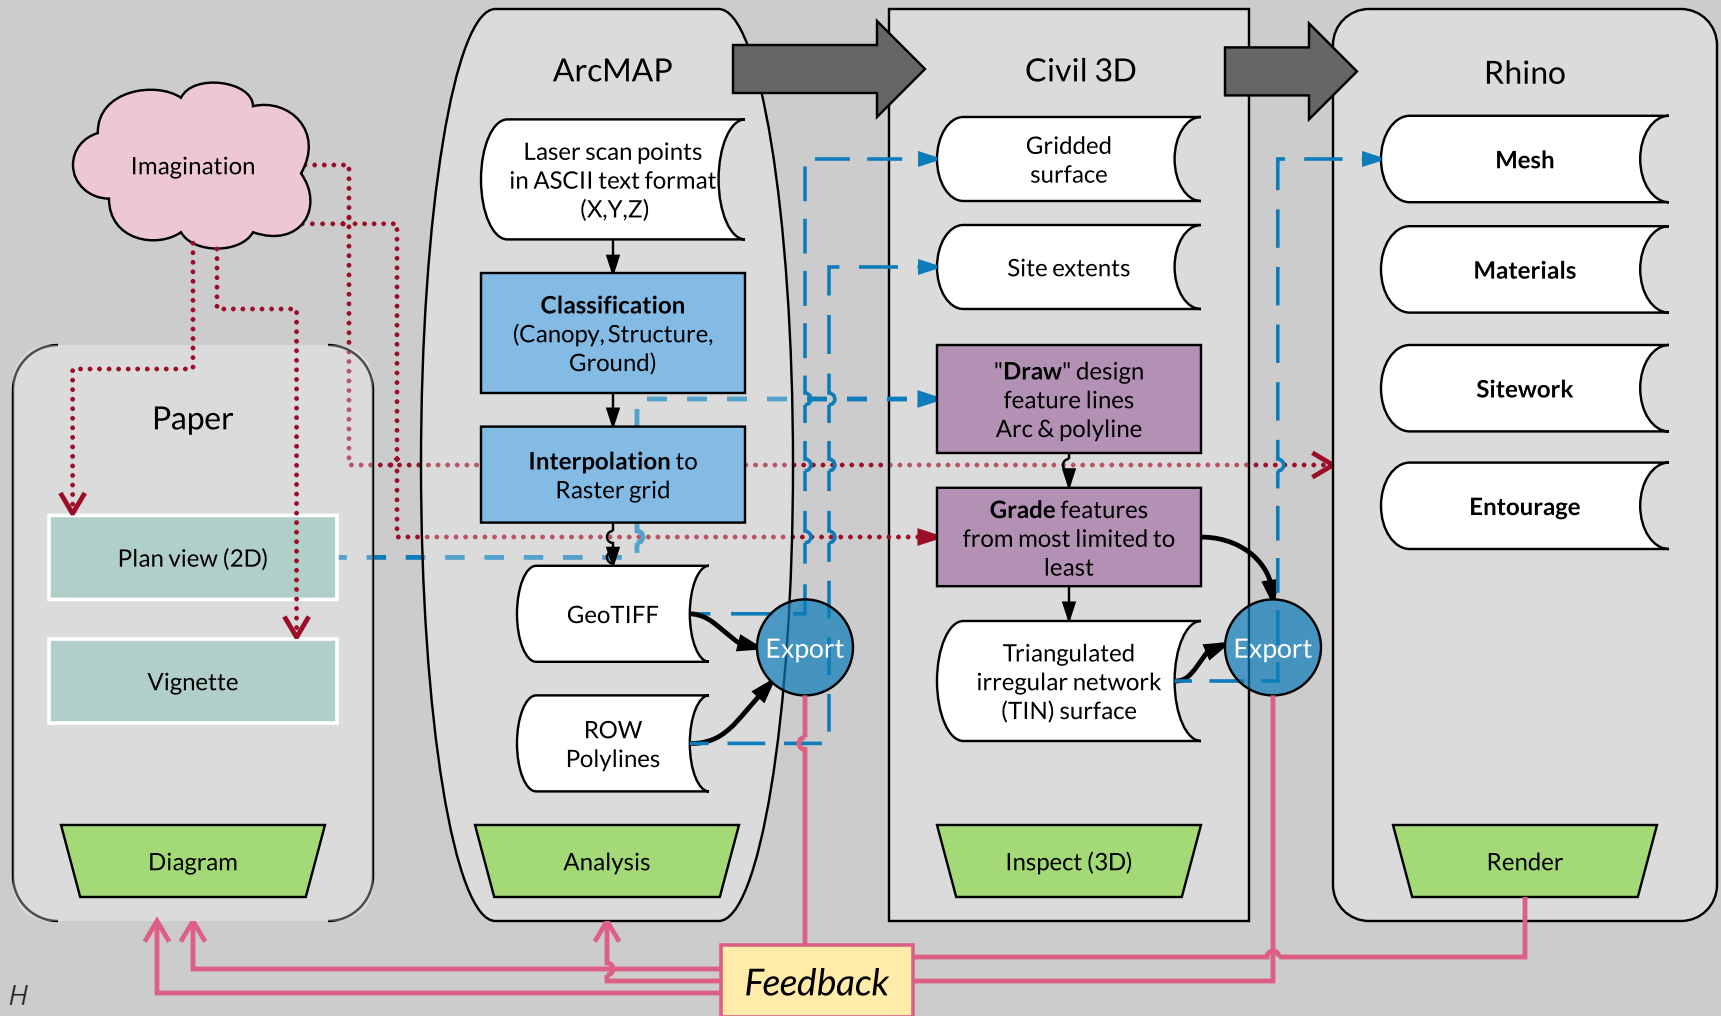 Imagination
Paper
Plan view (2D)
Vignette
Diagram
ArcMAP
Laser scan points
in ASCII text format
(X,Y,Z)
Classification
(Canopy, Structure,
Ground)
Interpolation to
Raster grid
GeoTIFF
ROW
Polylines
Export
Analysis
Civil 3D
Gridded
surface
Site extents
"Draw" design
feature lines
Arc & polyline
Grade features
from most limited to
least
Triangulated
irregular network
(TIN) surface
Export
Inspect (3D)
Rhino
Mesh
Materials
Sitework
Entourage
Render
Feedback
H